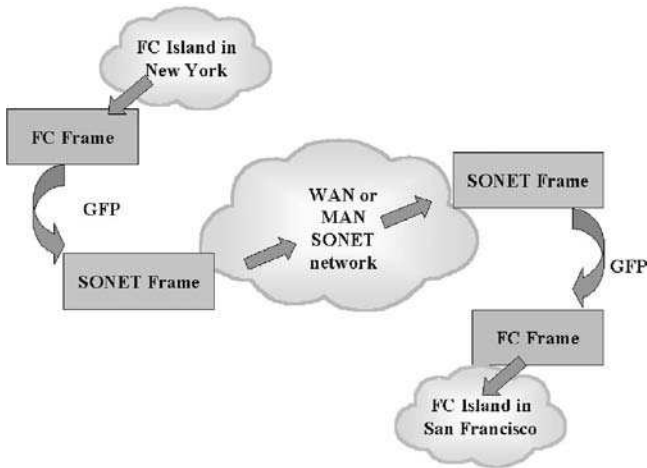 FC Island in
New York
FC Frame
GFP
SONET Frame
WAN or
MAN
SONET
network
SONET Frame
GFP
FC Frame
FC Island in
San Francisco